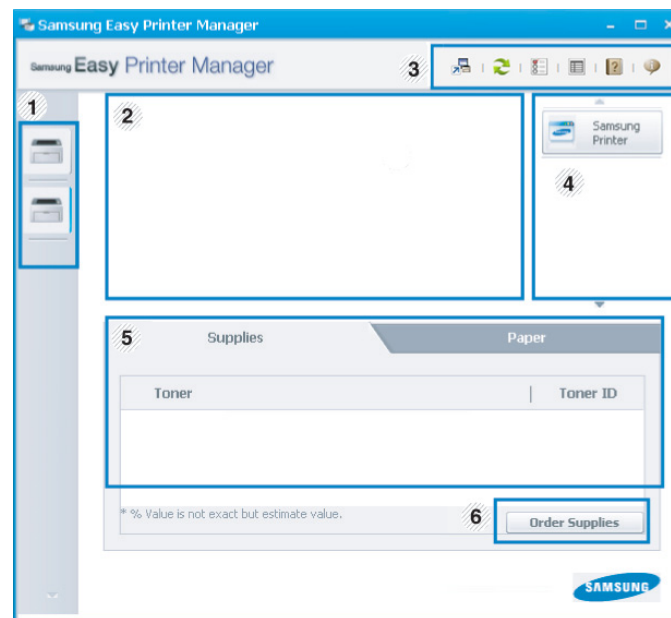 Samsung Easy Printer Manager
Samsung Easy Printer Manager
3
1
2
Samsung
Printer
4
5
Supplies
Paper
Toner
Toner ID
* % Value is not exact but estimate value.
6
Order Supplies
SAMSUNG